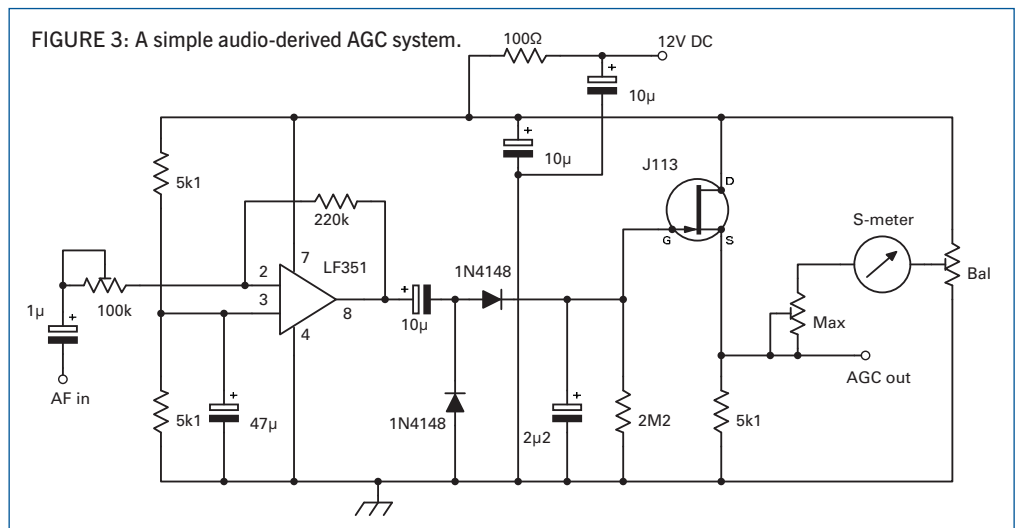 FIGURE 3: A simple audio-derived AGC system.
100Ω
12V DC
+
10µ
+
10µ
5k1
J113
D
G
S
S-meter
220k
7
2
LF351
3
8
4
1N4148
Bal
100k
1µ
+
+
10µ
Max
AF in
AGC out
5k1
+
47µ
1N4148
+
2µ2
2M2
5k1